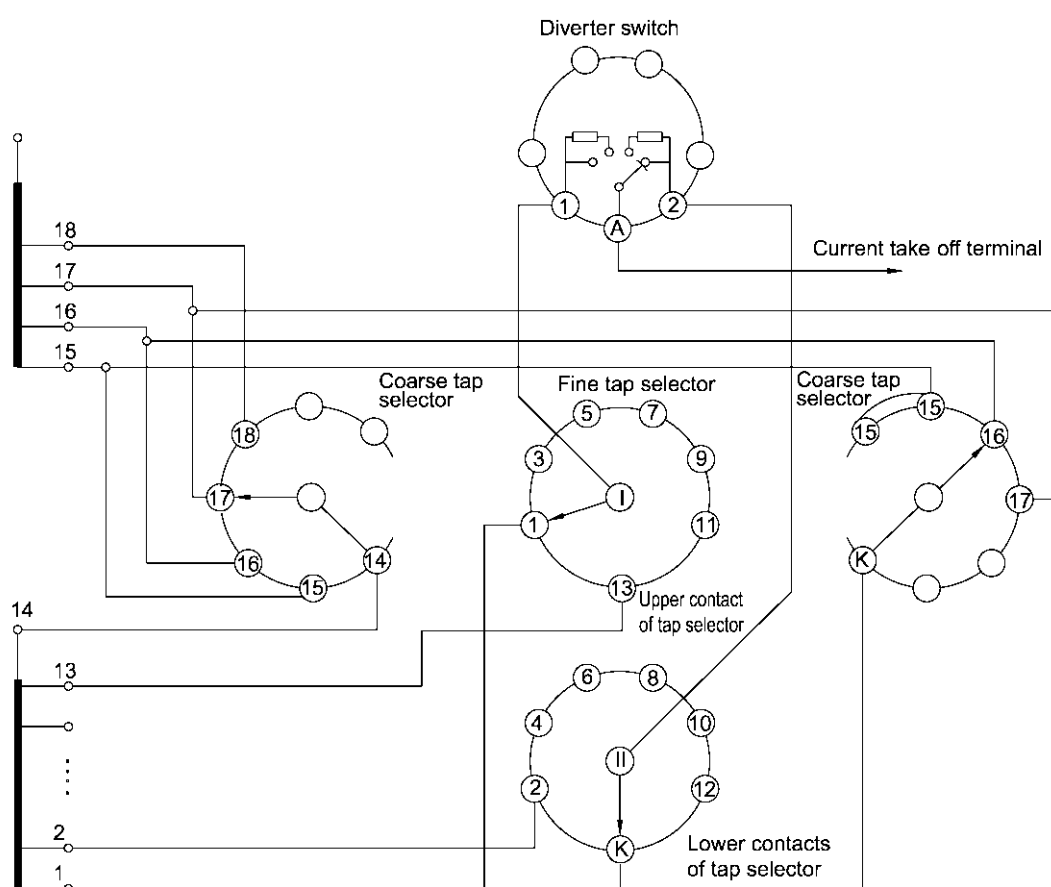 Diverter switch
1
2
A
Current take off terminal
18
17
16
15
Coarse tap
selector
Fine tap selector
Coarse tap
selector
18
17
16
15
14
5
7
3
9
I
1
11
13
Upper contact
of tap selector
15
15
16
17
K
14
13
2
1
6
8
4
10
II
2
12
K
Lower contacts
of tap selector